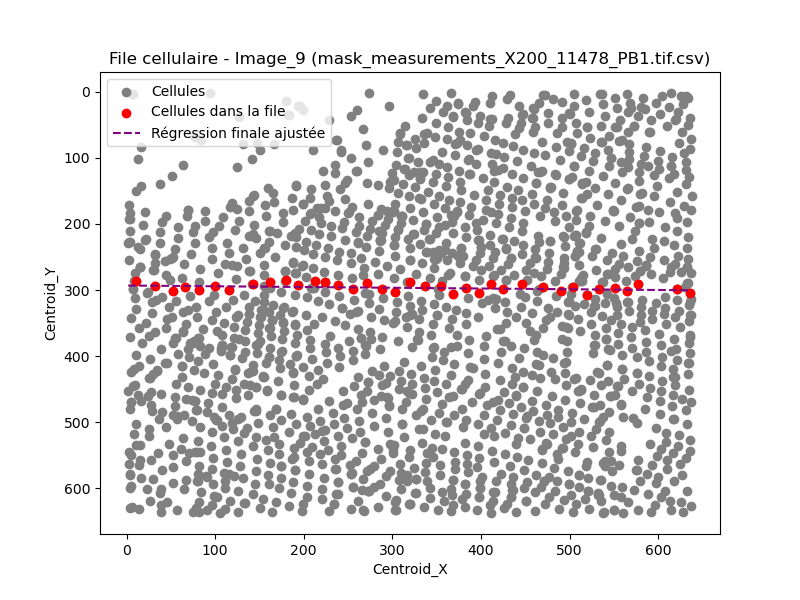 File cellulaire - Image_9 (mask_measurements_X200_11478_PB1.tif.csv)
Cellules
Cellules dans la file
Régression finale ajustée
Centroid_Y
0
100
200
300
400
500
600
0 100 200 300 400 500 600
Centroid_X